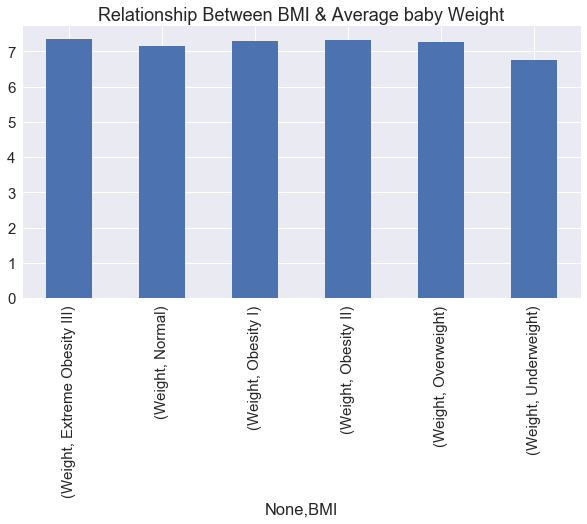 Relationship Between BMI & Average baby Weight
7
6
5
4
3
2
1
0
(Weight, Extreme Obesity III)
(Weight, Normal)
(Weight, Obesity I)
(Weight, Obesity II)
(Weight, Overweight)
(Weight, Underweight)
None,BMI